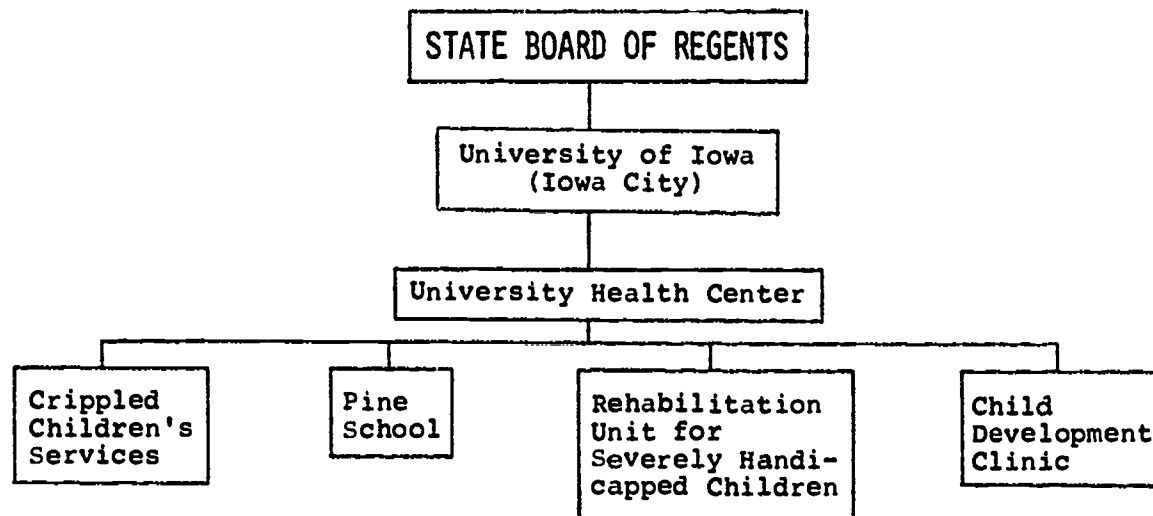 STATE BOARD OF REGENTS
University of Iowa
(Iowa City)
University Health Center
Crippled
Children's
Services
Pine
School
Rehabilitation
Unit for
Severely Handi-
capped Children
Child
Development
Clinic